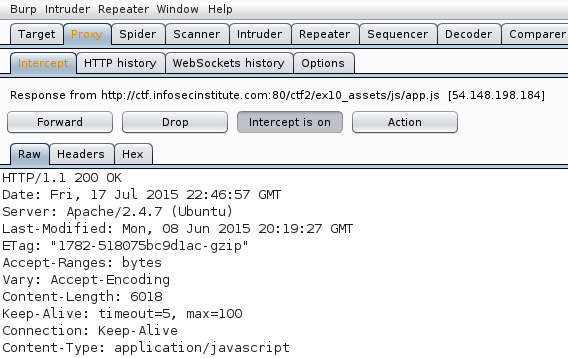 Burp Intruder Repeater Window Help
Target Proxy Spider Scanner Intruder Repeater Sequencer Decoder Comparer
Intercept HTTP history WebSockets history Options
Response from http://ctf.infosecinstitute.com:80/ctf2/ex10_assets/js/app.js [54.148.198.184]
Forward Drop Intercept is on Action
Raw Headers Hex
HTTP/1.1 200 OK
Date: Fri, 17 Jul 2015 22:46:57 GMT
Server: Apache/2.4.7 (Ubuntu)
Last-Modified: Mon, 08 Jun 2015 20:19:27 GMT
ETag: "1782-518075bc9d1ac-gzip"
Accept-Ranges: bytes
Vary: Accept-Encoding
Content-Length: 6018
Keep-Alive: timeout=5, max=100
Connection: Keep-Alive
Content-Type: application/javascript